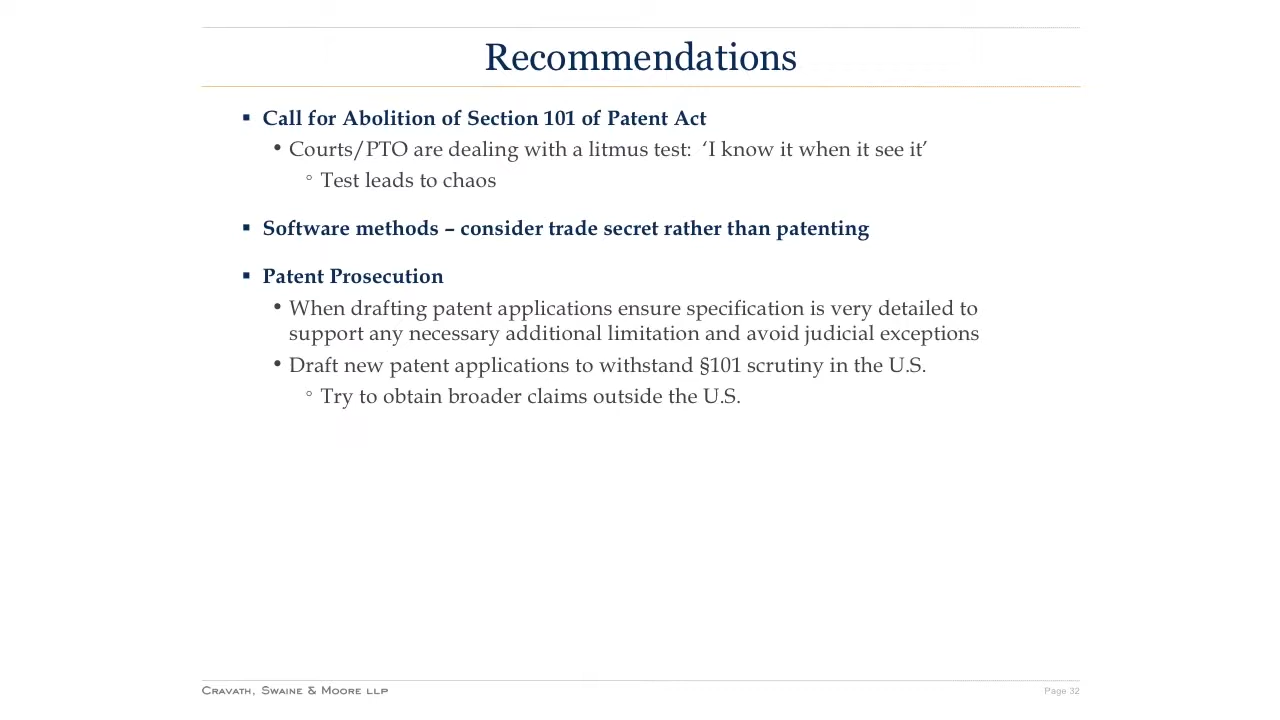 Recommendations
▪ Call for Abolition of Section 101 of Patent Act
• Courts/PTO are dealing with a litmus test:  ‘I know it when it see it’
◦ Test leads to chaos
▪ Software methods – consider trade secret rather than patenting
▪ Patent Prosecution
• When drafting patent applications ensure specification is very detailed to
support any necessary additional limitation and avoid judicial exceptions
• Draft new patent applications to withstand §101 scrutiny in the U.S.
◦ Try to obtain broader claims outside the U.S.
Cravath, Swaine & Moore LLP
Page 32